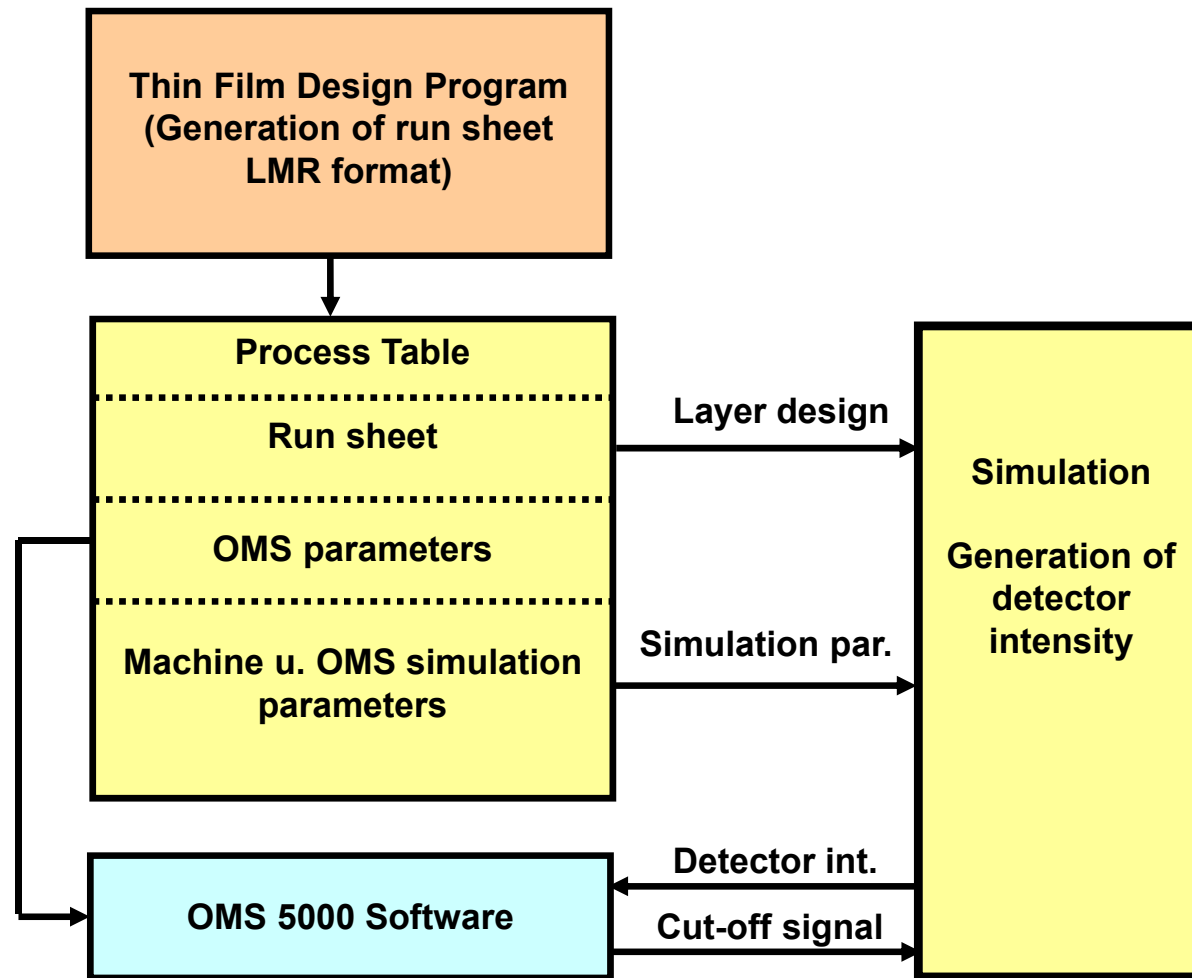 Thin Film Design Program
(Generation of run sheet
LMR format)
Process Table
Run sheet
OMS parameters
Machine u. OMS simulation
parameters
Layer design
Simulation par.
Simulation
Generation of
detector
intensity
Detector int.
OMS 5000 Software
Cut-off signal